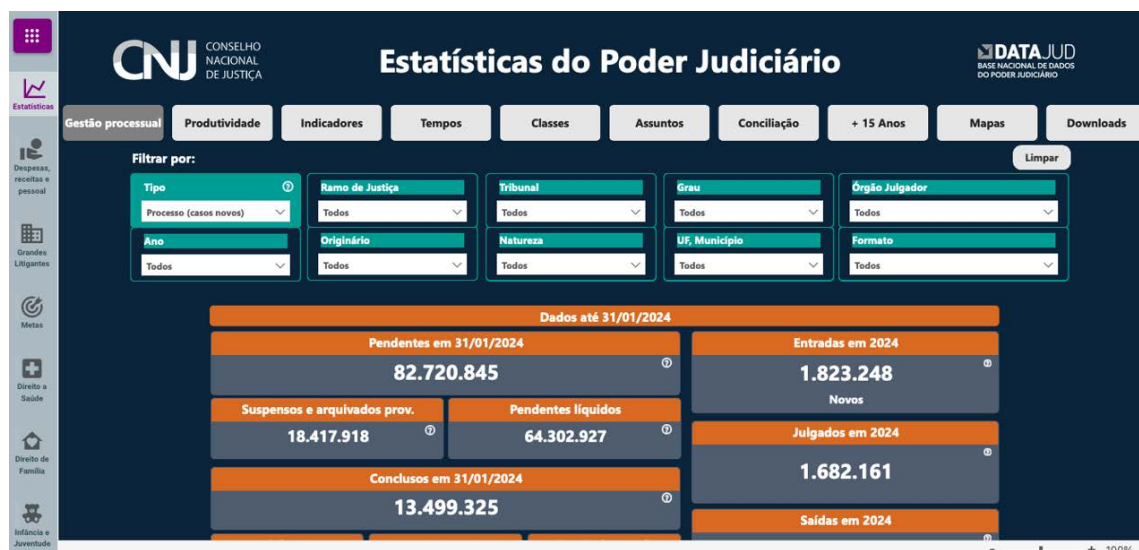 CNJ
CONSELHO
NACIONAL
DE JUSTIÇA
Estatísticas do Poder Judiciário
DATAJUD
BASE NACIONAL DE DADOS
DO PODER JUDICIÁRIO
Estatísticas
Despesas,
receitas e
pessoal
Grandes
Litigantes
Metas
Direito a
Saúde
Direito de
Família
Infância e
Juventude
Gestão processual Produtividade Indicadores Tempos Classes Assuntos Conciliação + 15 Anos Mapas Downloads
Filtrar por: Limpar
Tipo Ramo de Justiça Tribunal Grau Órgão Julgador
Processo (casos novos) Todos Todos Todos Todos
Ano Originário Natureza UF, Município Formato
Todos Todos Todos Todos Todos
Dados até 31/01/2024
Pendentes em 31/01/2024 Entradas em 2024
82.720.845 1.823.248
Novos
Suspensos e arquivados prov. Pendentes líquidos
18.417.918 64.302.927
Julgados em 2024
1.682.161
Conclusos em 31/01/2024
13.499.325
Saídas em 2024
100%